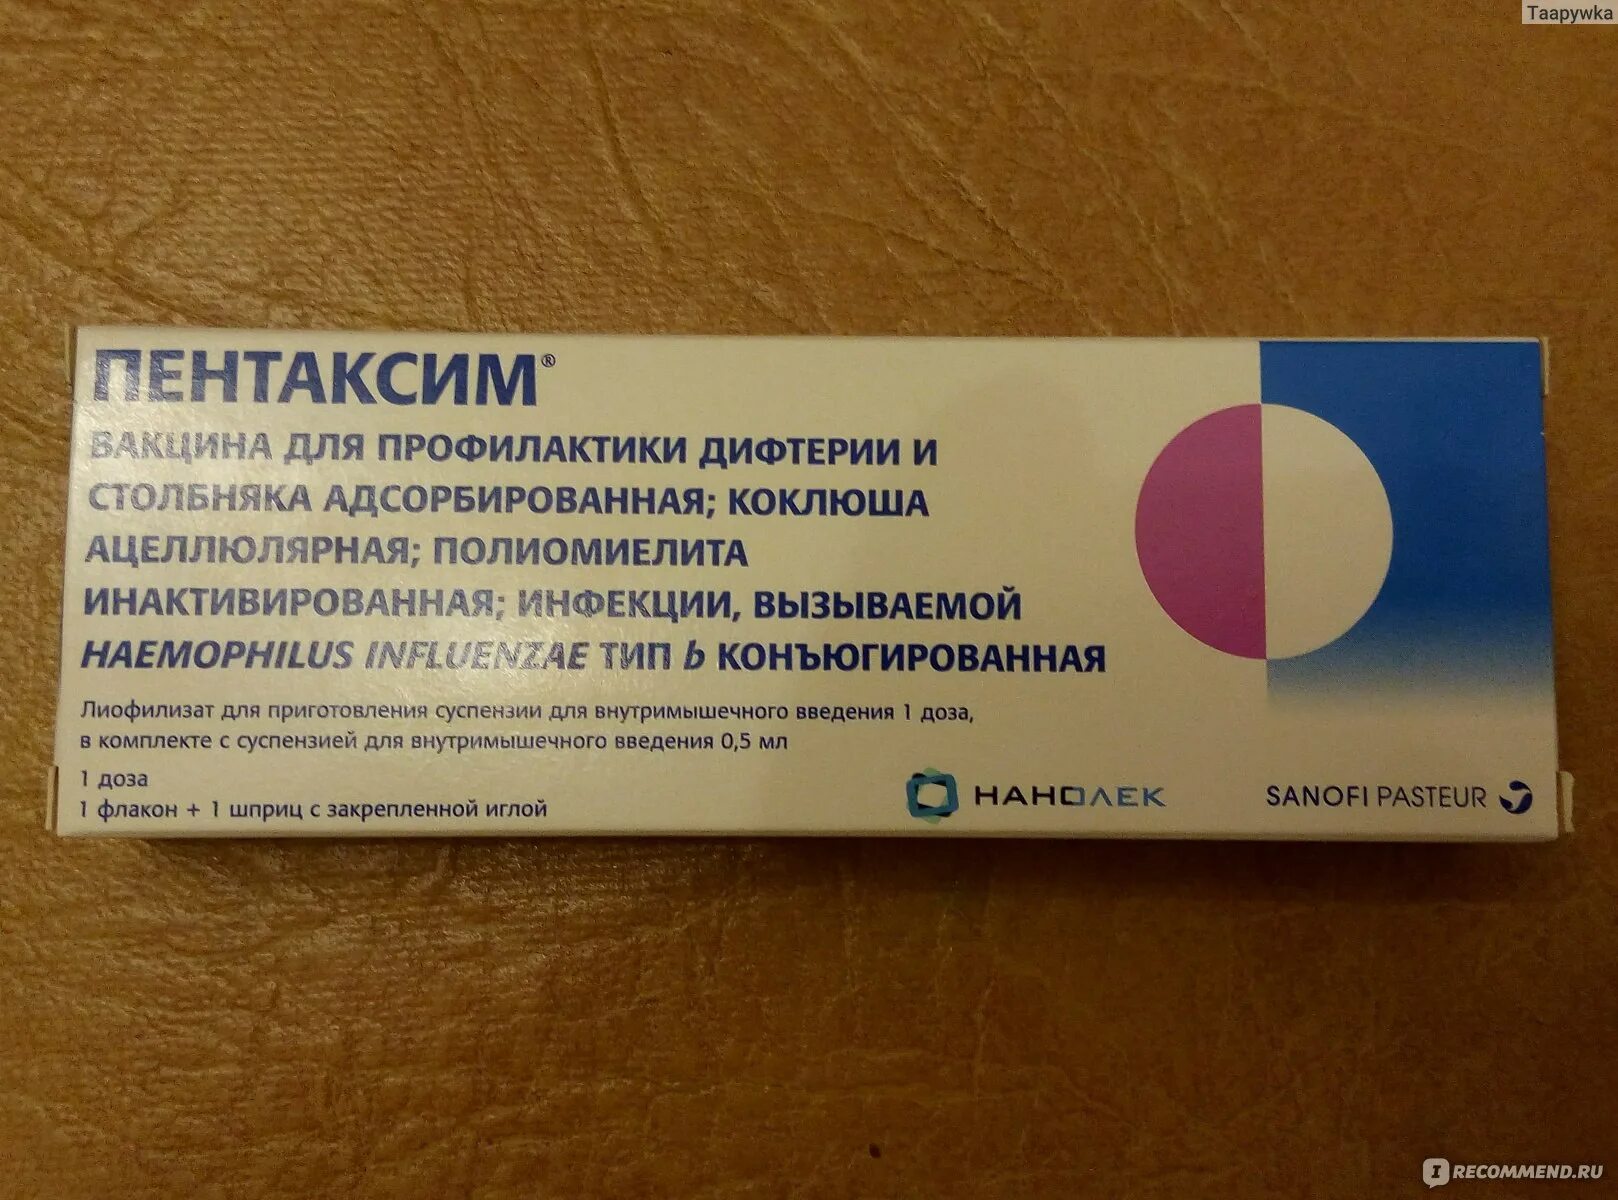 Таарушка
ПЕНТАКСИМ®
ВАКЦИНА ДЛЯ ПРОФИЛАКТИКИ ДИФТЕРИИ И
СТОЛБНЯКА АДСОРБИРОВАННАЯ; КОКЛЮША
АЦЕЛЛЮЛЯРНАЯ; ПОЛИОМИЕЛИТА
ИНАКТИВИРОВАННАЯ; ИНФЕКЦИИ, ВЫЗЫВАЕМОЙ
HAEMOPHILUS INFLUENZAE ТИП b КОНЪЮГИРОВАННАЯ
Лиофилизат для приготовления суспензии для внутримышечного введения 1 доза,
в комплекте с суспензией для внутримышечного введения 0,5 мл
1 доза
1 флакон + 1 шприц с закрепленной иглой
НАНОЛЕК
SANOFI PASTEUR
IRECOMMEND.RU